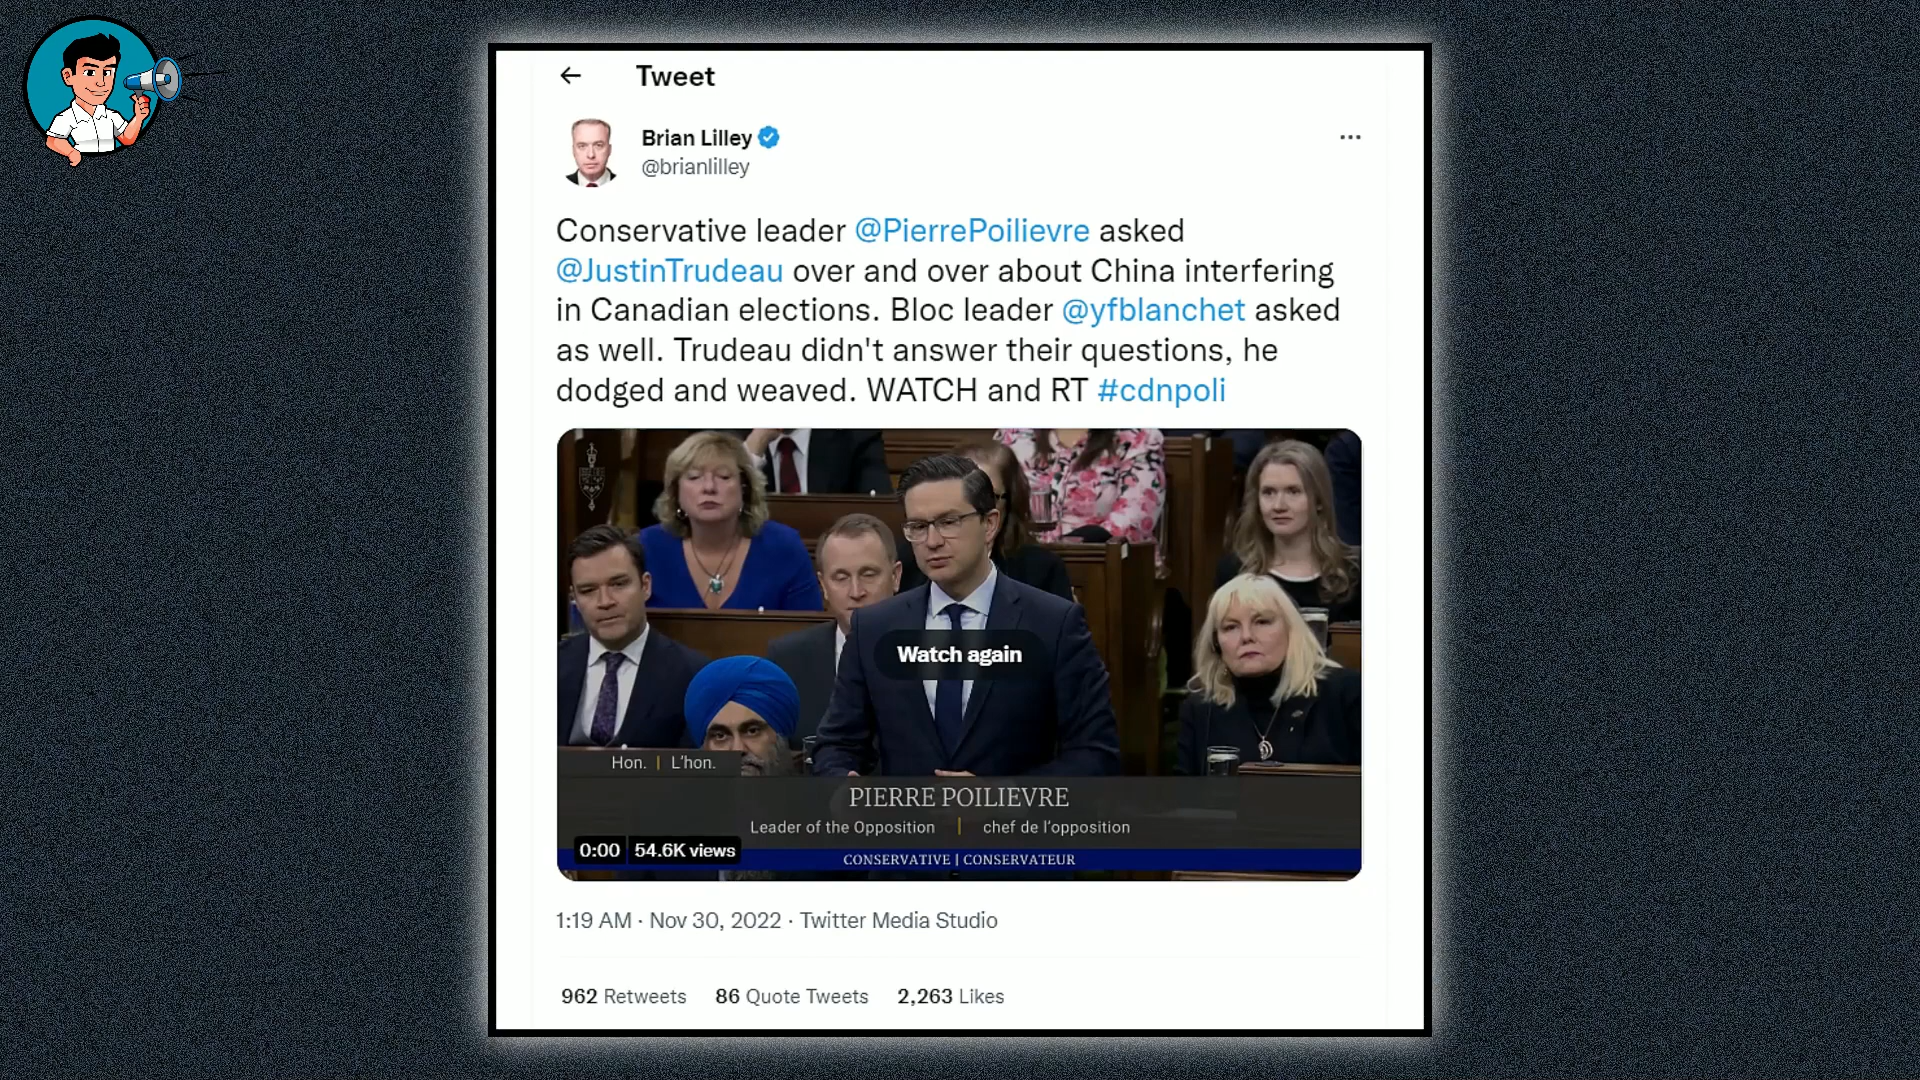 Tweet
Brian Lilley
@brianlilley
Conservative leader @PierrePoilievre asked
@JustinTrudeau over and over about China interfering
in Canadian elections. Bloc leader @yfblanchet asked
as well. Trudeau didn't answer their questions, he
dodged and weaved. WATCH and RT #cdnpoli
Watch again
Hon. | L'hon.
PIERRE POILIEVRE
Leader of the Opposition | chef de l'opposition
0:00 54.6K views
CONSERVATIVE | CONSERVATEUR
1:19 AM · Nov 30, 2022 · Twitter Media Studio
962 Retweets 86 Quote Tweets 2,263 Likes